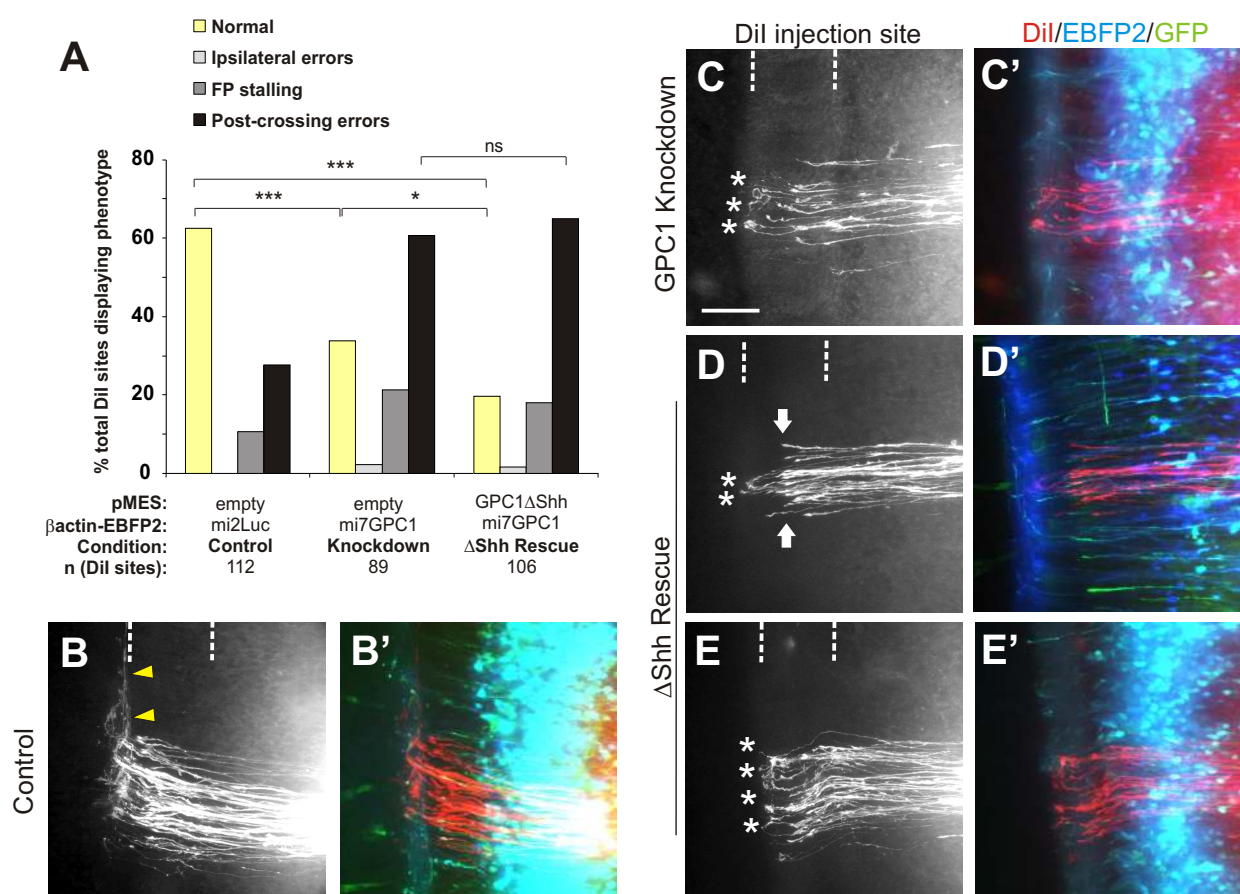 A
Normal
Ipsilateral errors
FP stalling
Post-crossing errors
% total DiI sites displaying phenotype
80
60
40
20
0
***
***
*
ns
pMES: empty empty GPC1ΔShh
βactin-EBFP2: mi2Luc mi7GPC1 mi7GPC1
Condition: Control Knockdown ΔShh Rescue
n (DiI sites): 112 89 106
Control
B
B'
DiI injection site
DiI/EBFP2/GFP
GPC1 Knockdown
C
*
*
*
C'
ΔShh Rescue
D
*
*
D'
E
*
*
*
*
E'